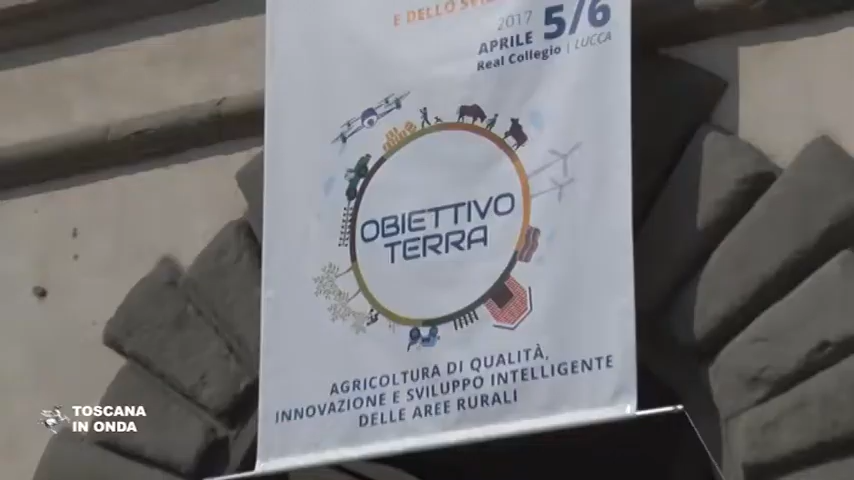 E DELLO
2017
APRILE 5/6
Real Collegio | LUCCA
OBIETTIVO
TERRA
AGRICOLTURA DI QUALITÀ,
INNOVAZIONE E SVILUPPO INTELLIGENTE
DELLE AREE RURALI
TOSCANA
IN ONDA